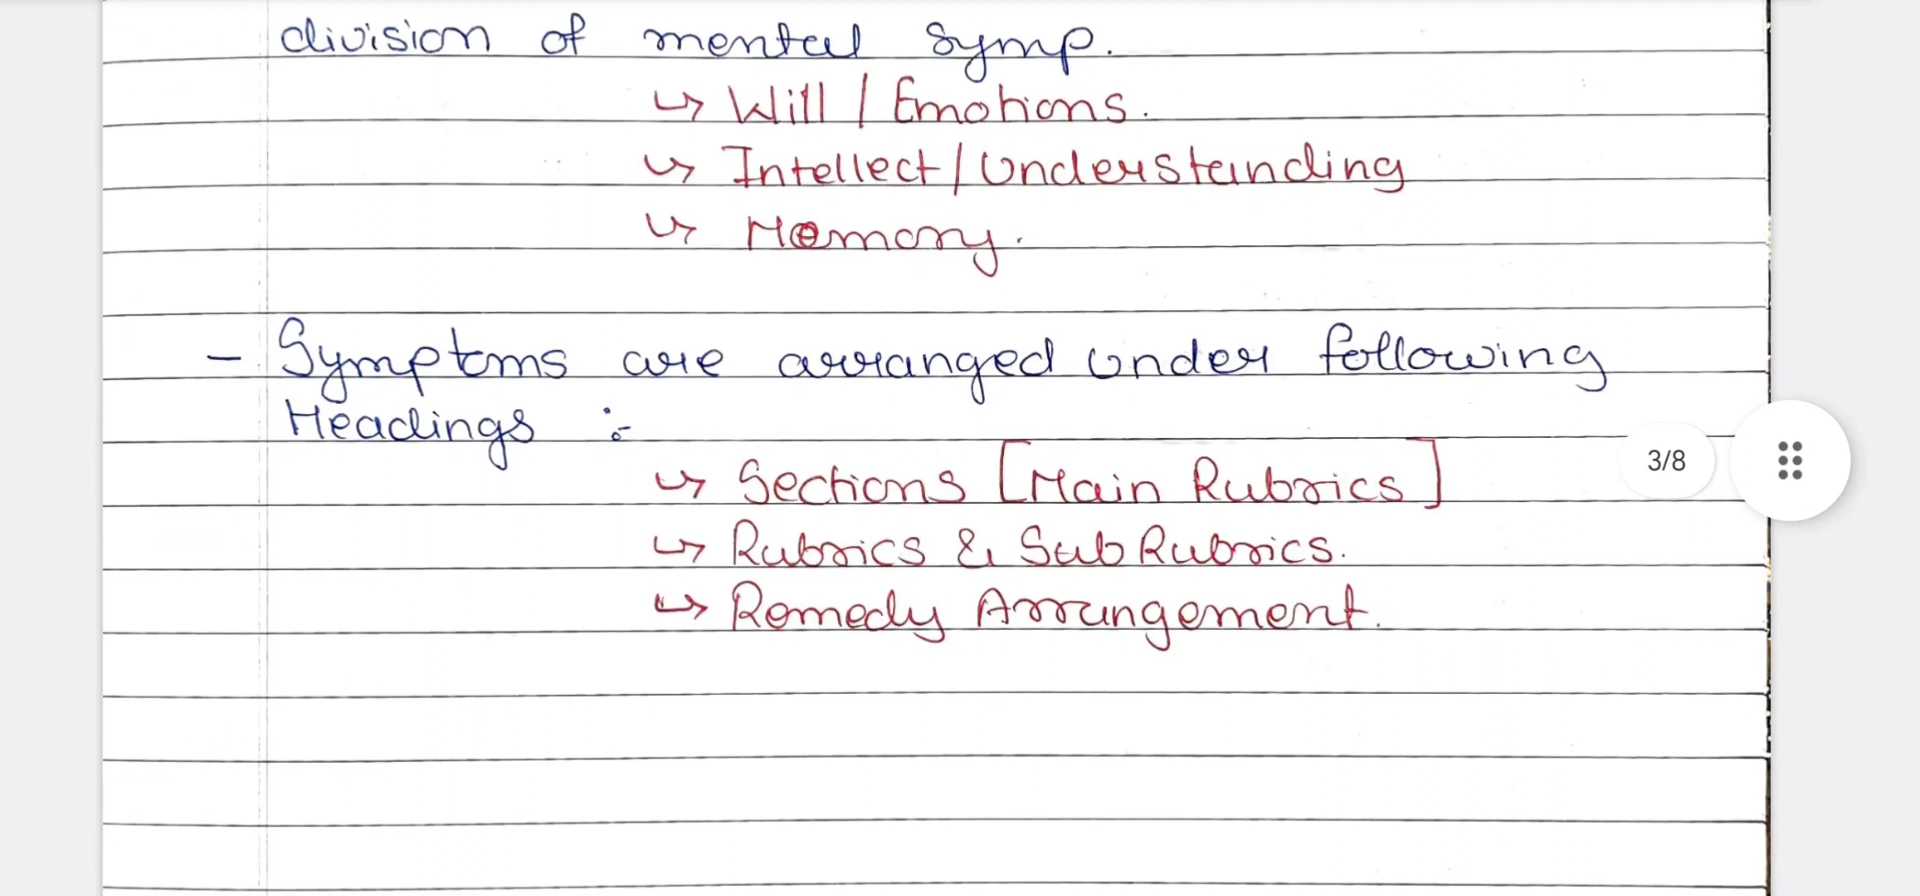 division of mental symp.
↳ Will / Emotions.
↳ Intellect / Understanding
↳ Memory.
- Symptoms are arranged under following
Headings :-
↳ Sections [Main Rubrics]
↳ Rubrics & Sub Rubrics.
↳ Remedy Arrangement.
3/8